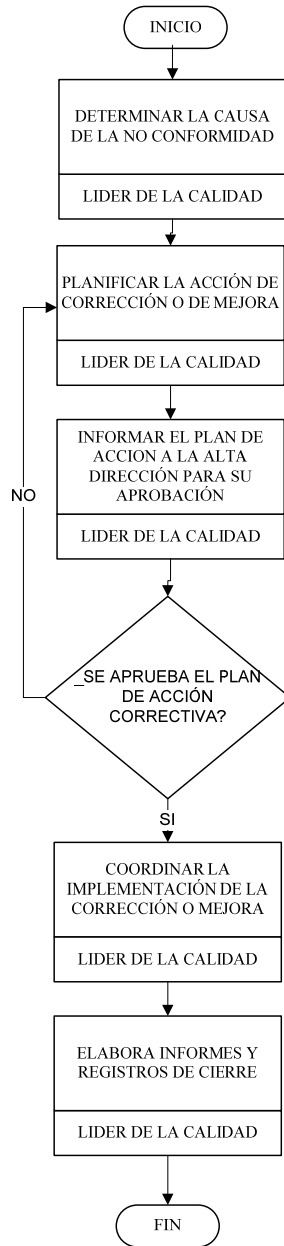 INICIO
DETERMINAR LA CAUSA
DE LA NO CONFORMIDAD
LIDER DE LA CALIDAD
PLANIFICAR LA ACCIÓN DE
CORRECCIÓN O DE MEJORA
LIDER DE LA CALIDAD
INFORMAR EL PLAN DE
ACCION A LA ALTA
DIRECCIÓN PARA SU
APROBACIÓN
LIDER DE LA CALIDAD
NO
_SE APRUEBA EL PLAN
DE ACCIÓN
CORRECTIVA?
SI
COORDINAR LA
IMPLEMENTACIÓN DE LA
CORRECCIÓN O MEJORA
LIDER DE LA CALIDAD
ELABORA INFORMES Y
REGISTROS DE CIERRE
LIDER DE LA CALIDAD
FIN